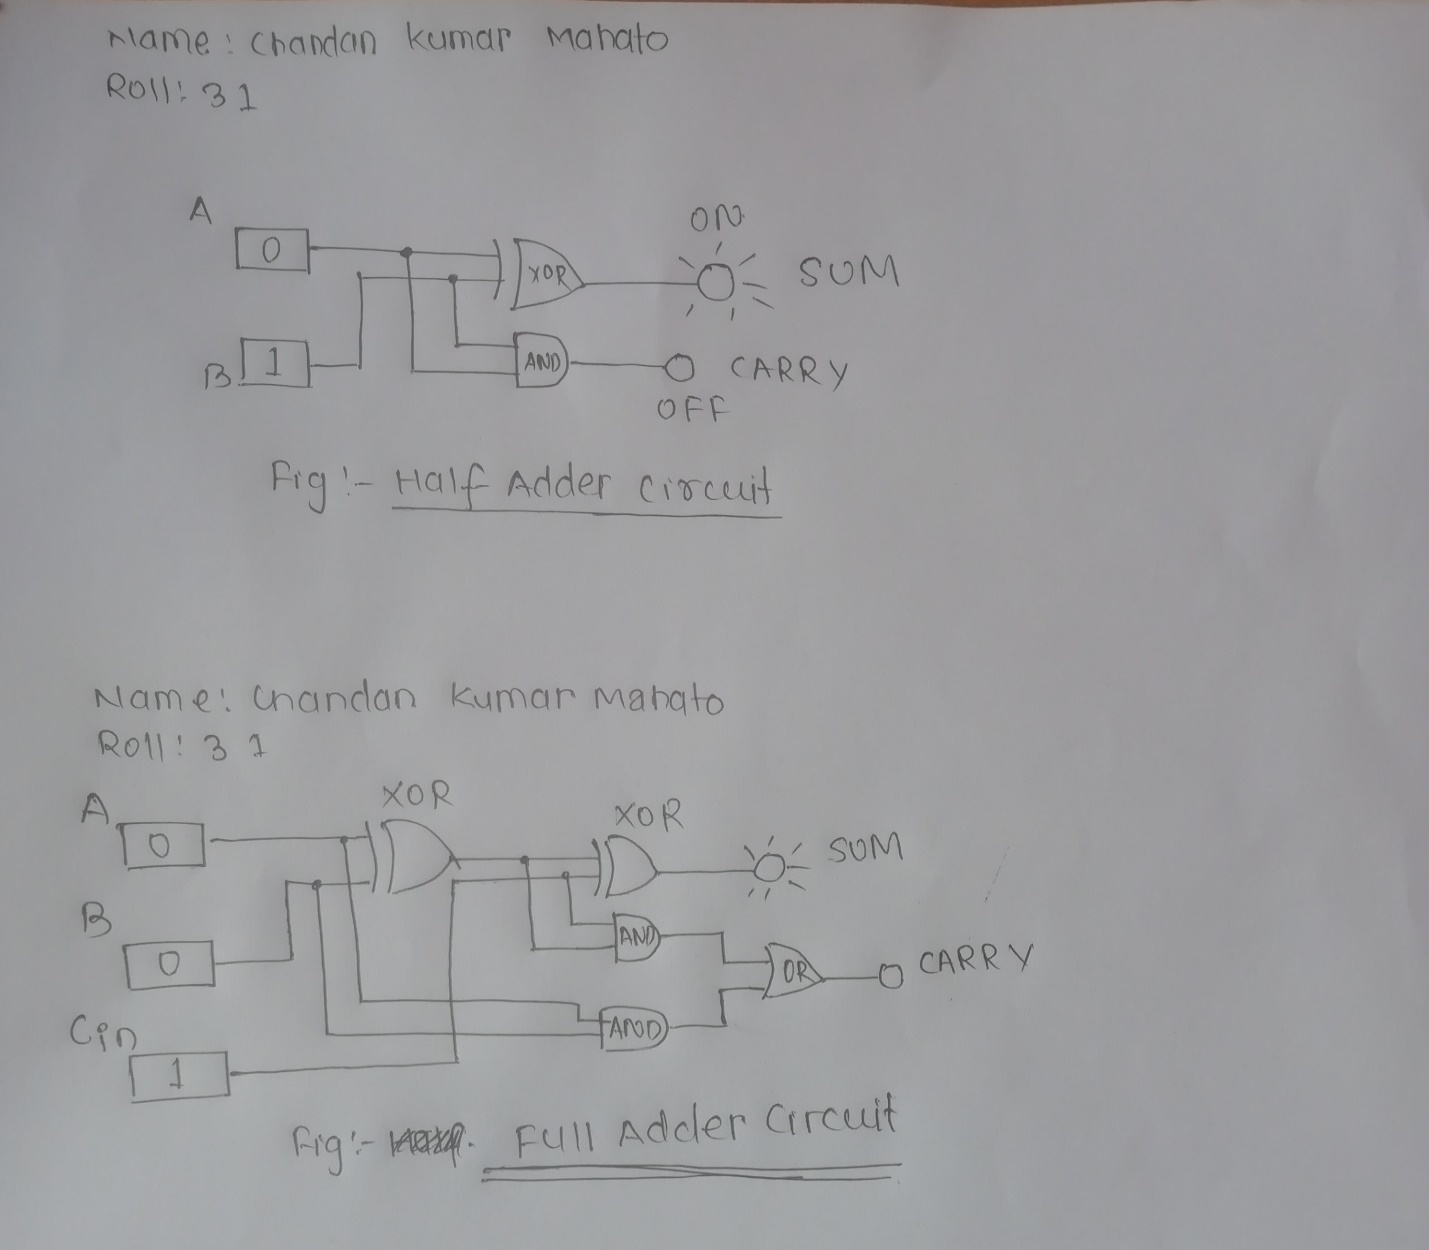 Name: Chandan Kumar Mahato
Roll: 31
A
0
XOR
ON
SUM
B
1
AND
CARRY
OFF
Fig:- Half Adder Circuit
Name: Chandan Kumar Mahato
Roll: 31
XOR
XOR
A
0
SUM
B
0
AND
OR
CARRY
Cin
1
AND
Fig:- Full Adder Circuit